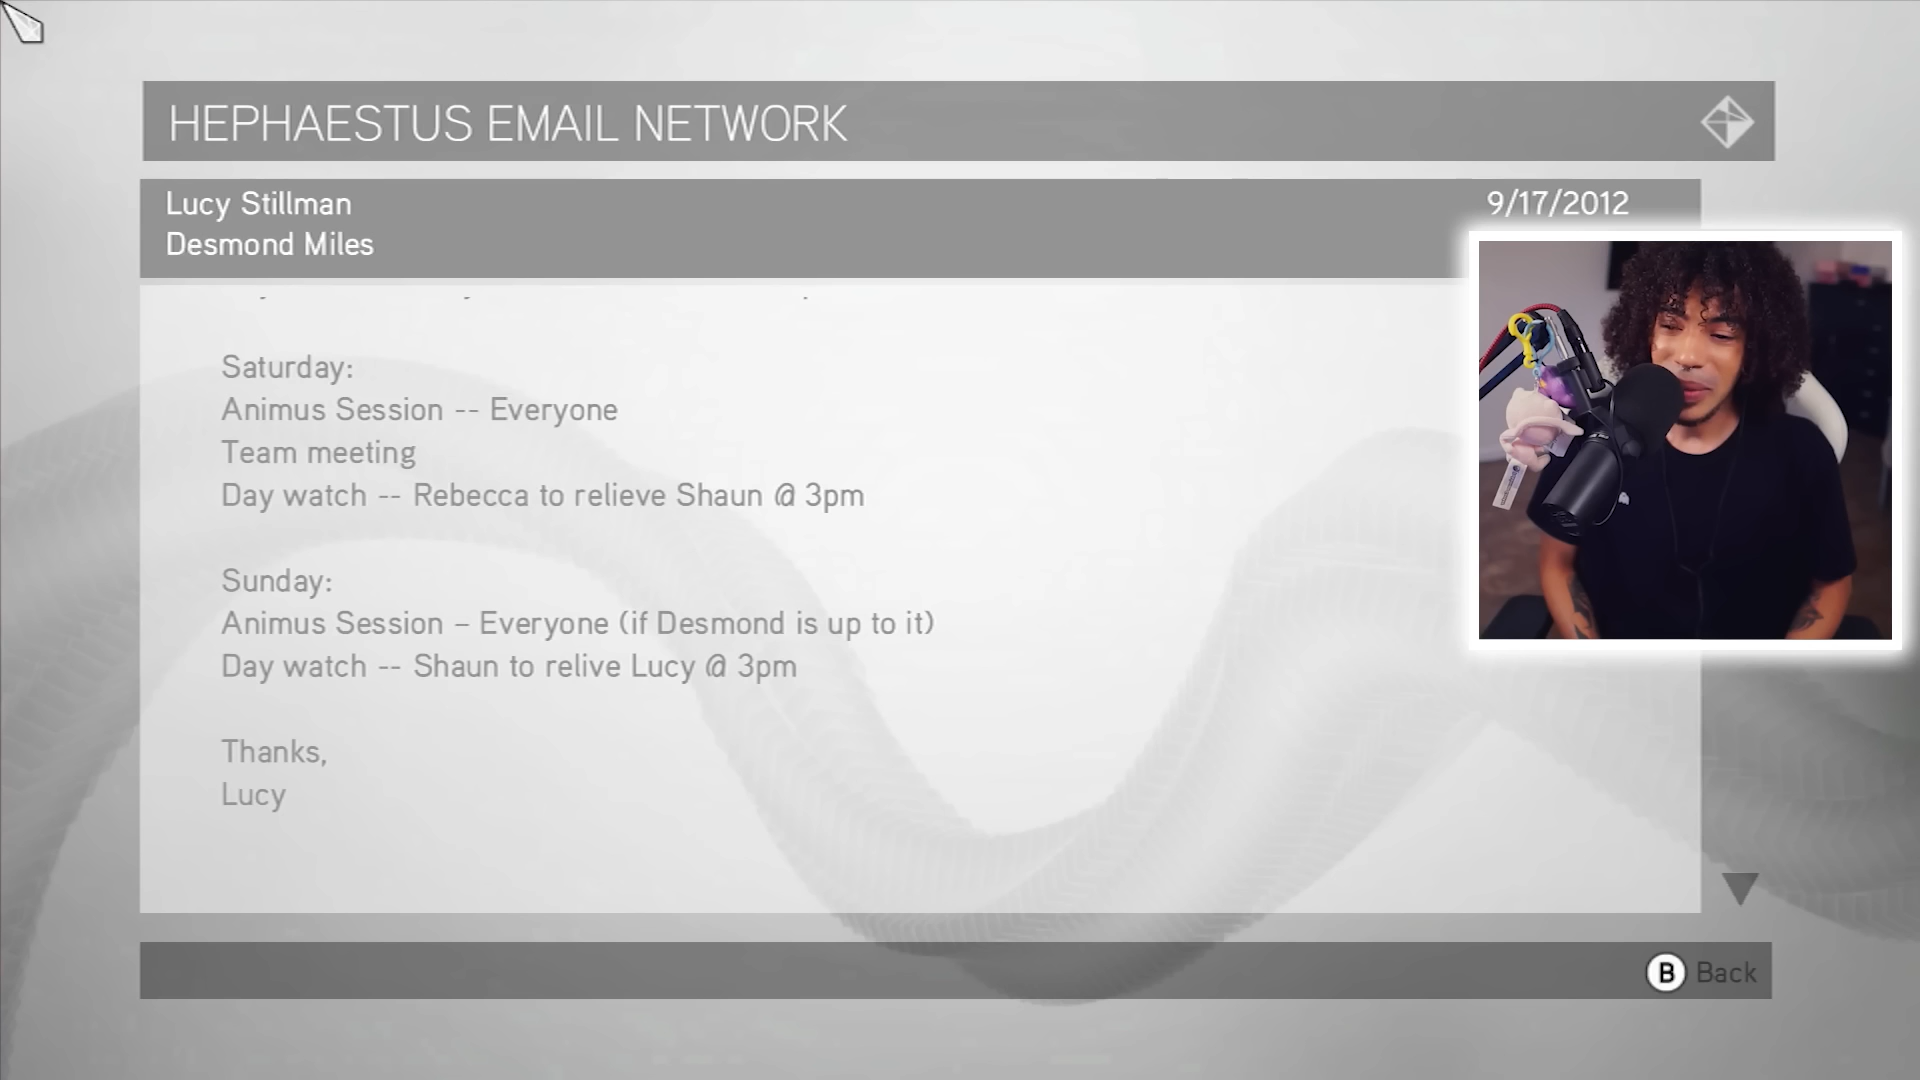 HEPHAESTUS EMAIL NETWORK
Lucy Stillman
9/17/2012
Desmond Miles
Saturday:
Animus Session -- Everyone
Team meeting
Day watch -- Rebecca to relieve Shaun @ 3pm
Sunday:
Animus Session – Everyone (if Desmond is up to it)
Day watch -- Shaun to relive Lucy @ 3pm
Thanks,
Lucy
B Back